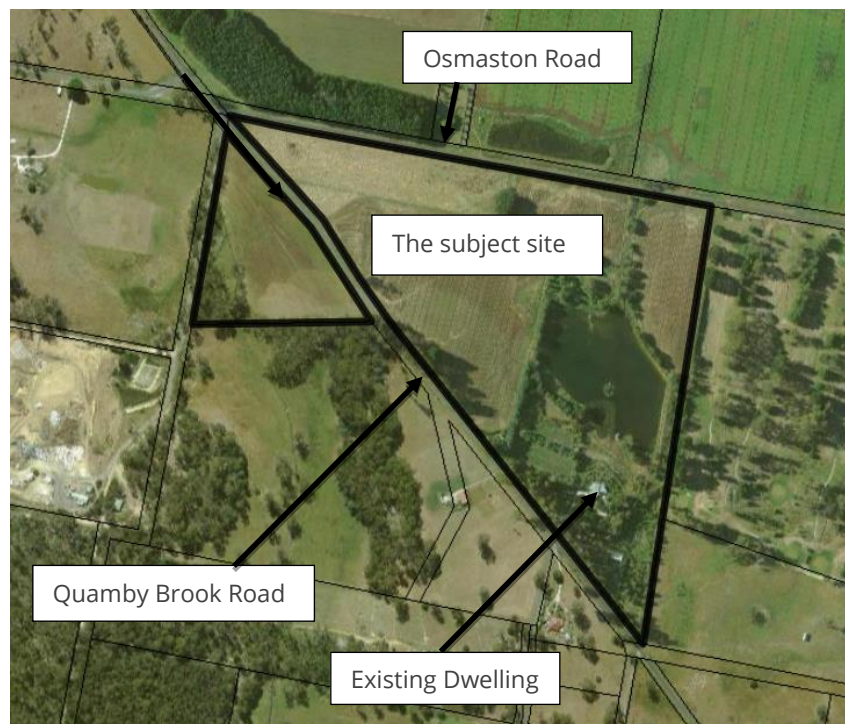 Osmaston Road
The subject site
Quamby Brook Road
Existing Dwelling